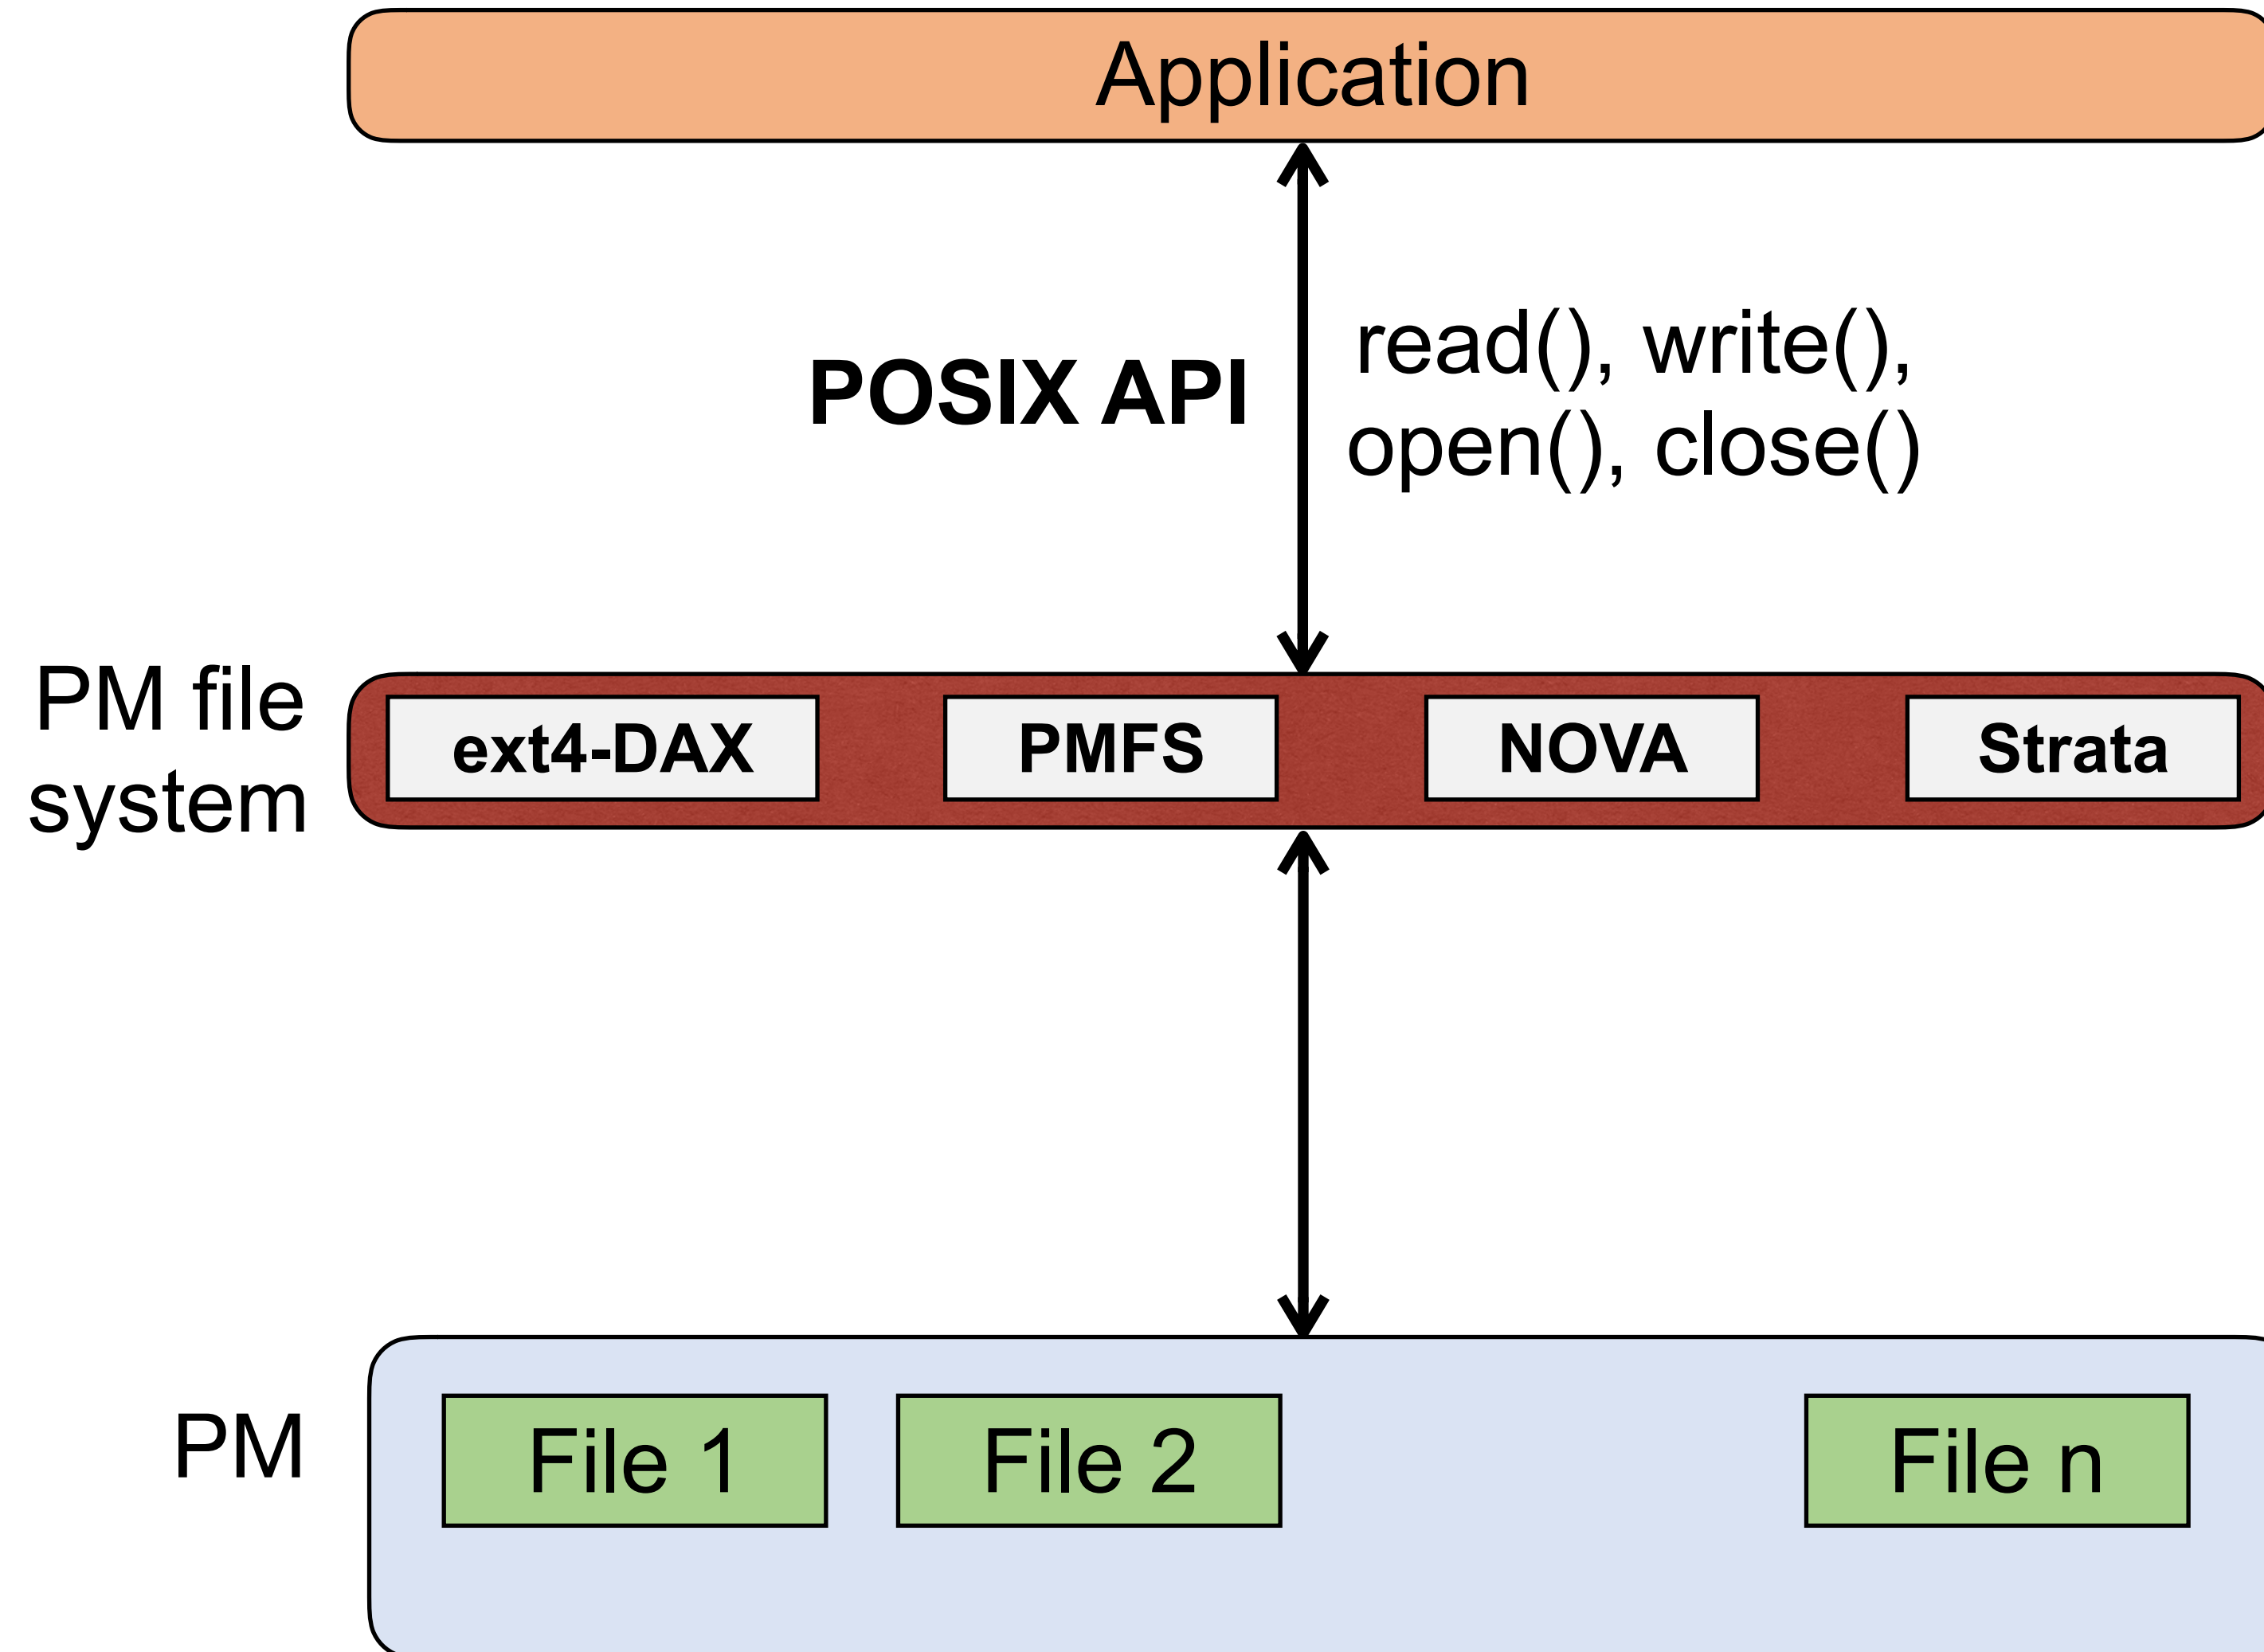 Application
POSIX API
read(), write(),
open(), close()
PM file
system
ext4-DAX
PMFS
NOVA
Strata
PM
File 1
File 2
File n